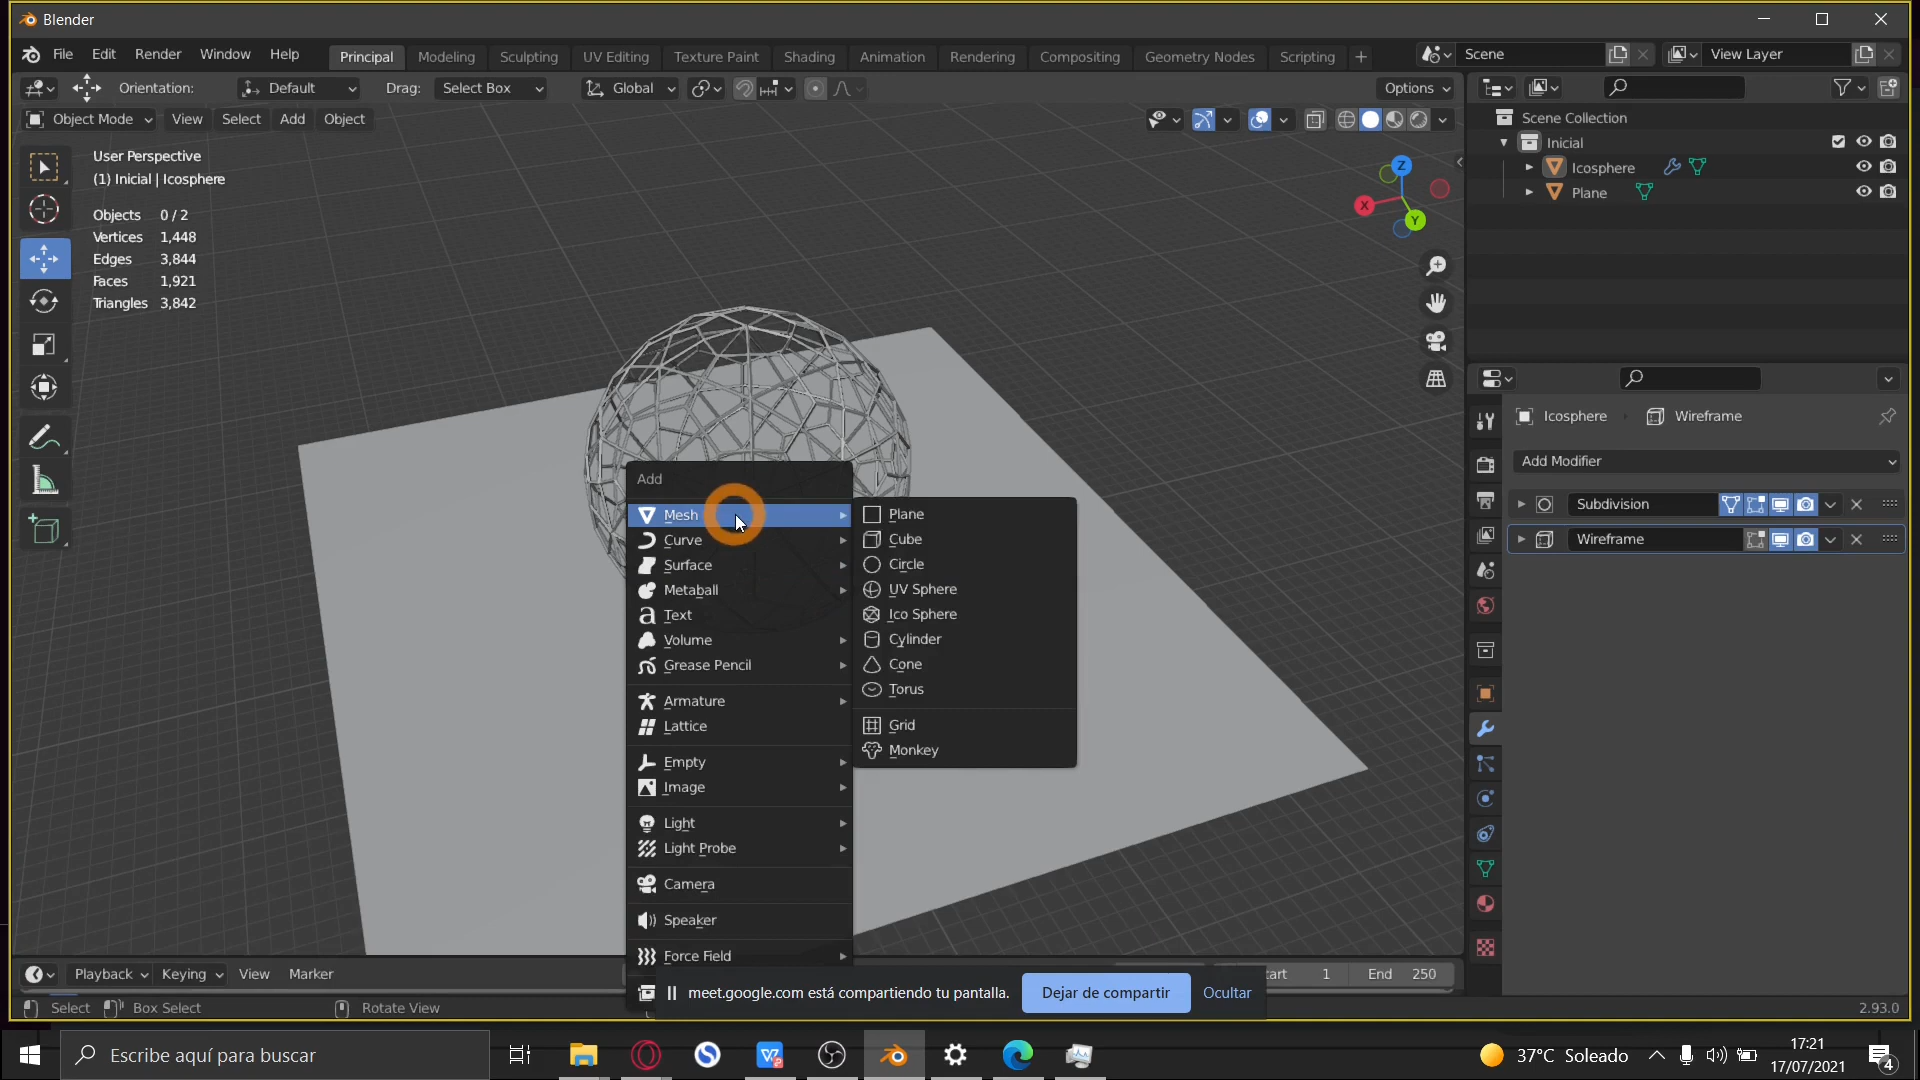 Blender
File Edit Render Window Help
Principal Modeling Sculpting UV Editing Texture Paint Shading Animation Rendering Compositing Geometry Nodes Scripting +
Scene
View Layer
Orientation: Default Drag: Select Box Global Options
Object Mode View Select Add Object
User Perspective
(1) Inicial | Icosphere
Objects 0 / 2
Vertices 1,448
Edges 3,844
Faces 1,921
Triangles 3,842
Z
X
Y
Scene Collection
Inicial
Icosphere
Plane
Icosphere Wireframe
Add Modifier
Subdivision
Wireframe
Add
Mesh
Curve
Surface
Metaball
Text
Volume
Grease Pencil
Armature
Lattice
Empty
Image
Light
Light Probe
Camera
Speaker
Force Field
Plane
Cube
Circle
UV Sphere
Ico Sphere
Cylinder
Cone
Torus
Grid
Monkey
Playback Keying View Marker
tart 1 End 250
meet.google.com está compartiendo tu pantalla. Dejar de compartir Ocultar
Select Box Select Rotate View
2.93.0
Escribe aquí para buscar
37°C Soleado
17:21
17/07/2021
4